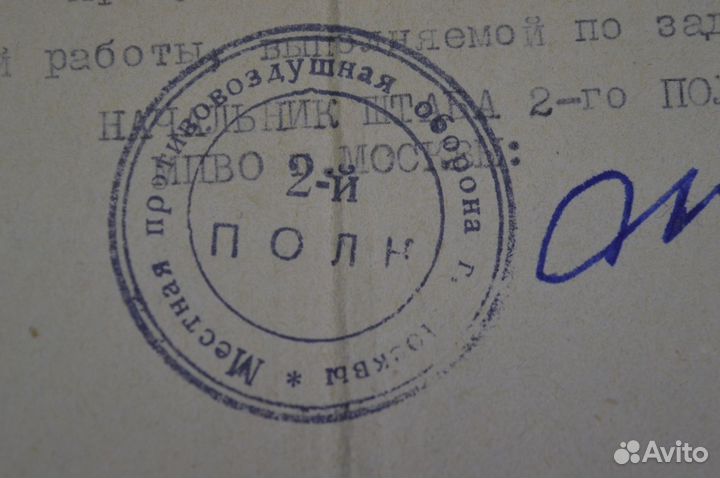 й работы, выполняемой по зад
НАЧАЛЬНИК ШТАБА 2-го ПОЛ
МПВО г. МОСКВЫ:
Местная противовоздушная оборона г. Москвы *
2-й
ПОЛК
Avito